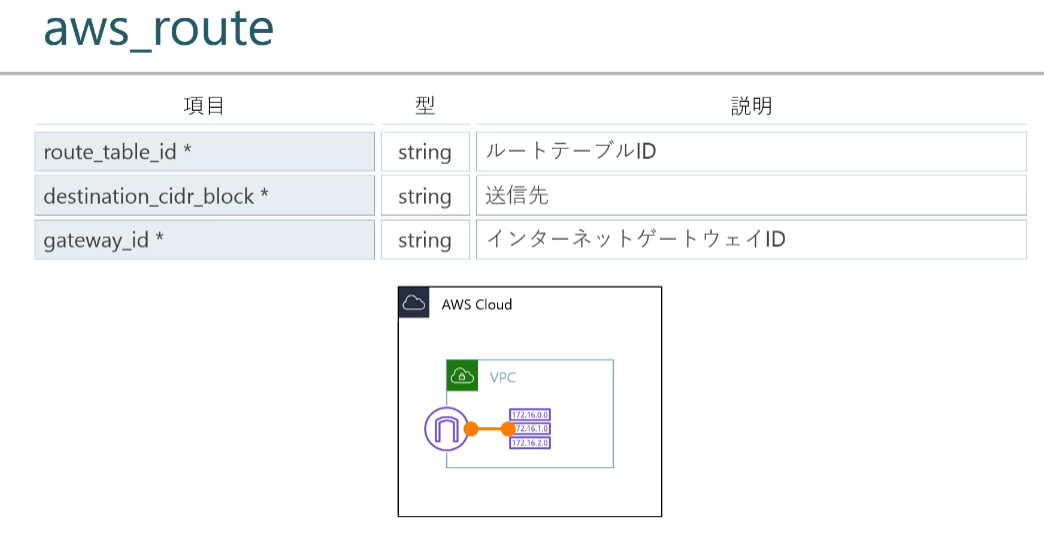 aws_route
項目 型 説明
route_table_id * string ルートテーブルID
destination_cidr_block * string 送信先
gateway_id * string インターネットゲートウェイID
AWS Cloud
VPC
172.16.0.0
72.16.1.0
172.16.2.0